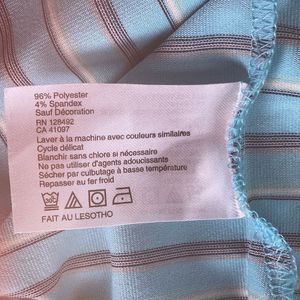 96% Polyester
4% Spandex
Sauf Décoration
RN 128492
CA 41097
Laver à la machine avec couleurs similaires
Cycle délicat
Blanchir sans chlore si nécessaire
Ne pas utiliser d'agents adoucissants
Sécher par culbutage à basse température
Repasser au fer froid
FAIT AU LESOTHO